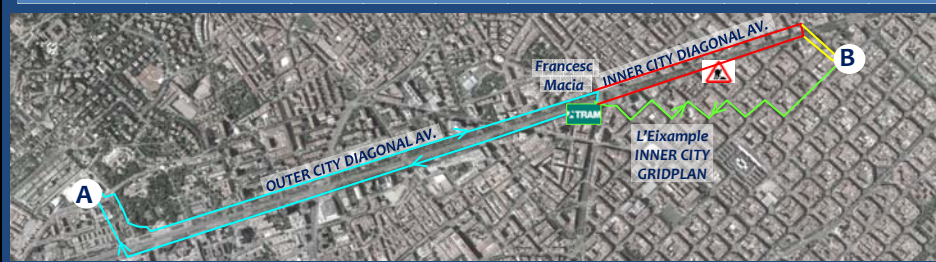 INNER CITY DIAGONAL AV.
Francesc
Macia
B
TRAM
L'Eixample
INNER CITY
GRIDPLAN
OUTER CITY DIAGONAL AV.
A